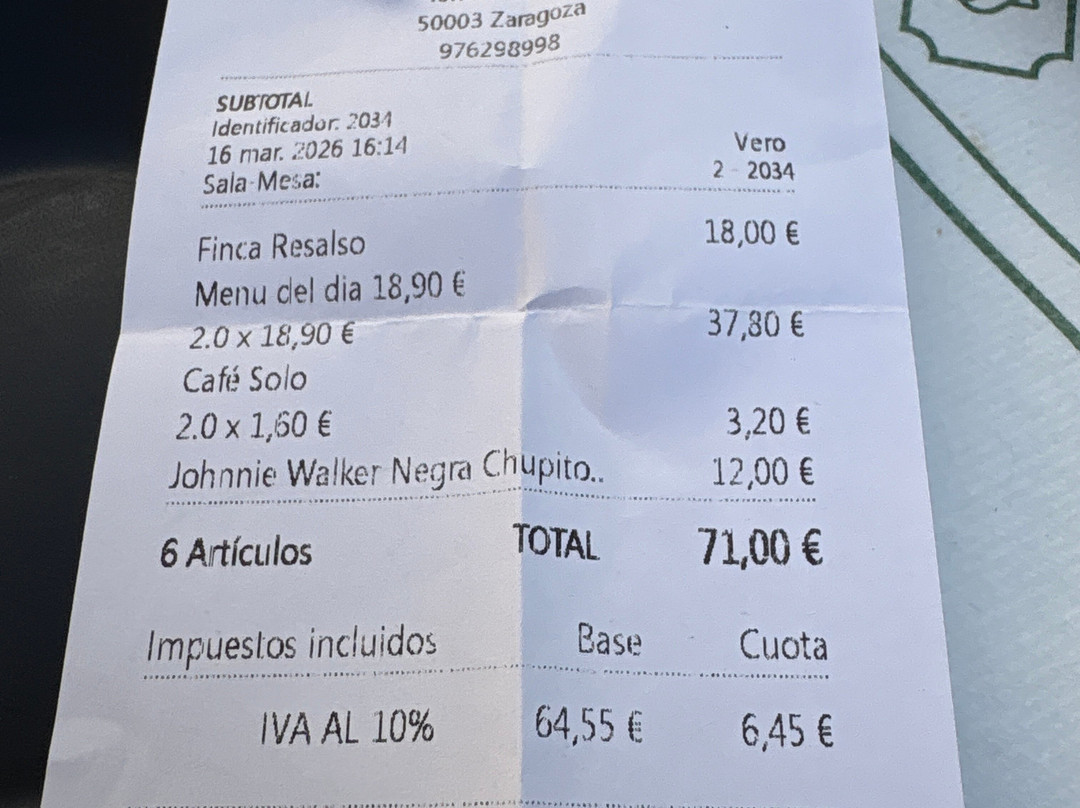 50003 Zaragoza
976298998
SUBTOTAL
Identificador: 2034
16 mar. 2026 16:14 Vero
Sala-Mesa: 2 - 2034
Finca Resalso 18,00 €
Menu del dia 18,90 €
2.0 x 18,90 € 37,80 €
Café Solo
2.0 x 1,60 € 3,20 €
Johnnie Walker Negra Chupito.. 12,00 €
6 Artículos TOTAL 71,00 €
Impuestos incluidos Base Cuota
IVA AL 10% 64,55 € 6,45 €